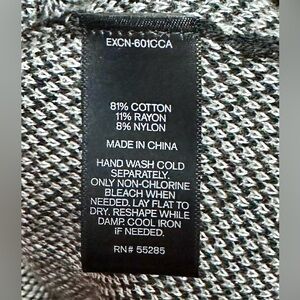 EXCN-601CCA
81% COTTON
11% RAYON
8% NYLON
MADE IN CHINA
HAND WASH COLD
SEPARATELY.
ONLY NON-CHLORINE
BLEACH WHEN
NEEDED. LAY FLAT TO
DRY. RESHAPE WHILE
DAMP. COOL IRON
iF NEEDED.
RN# 55285